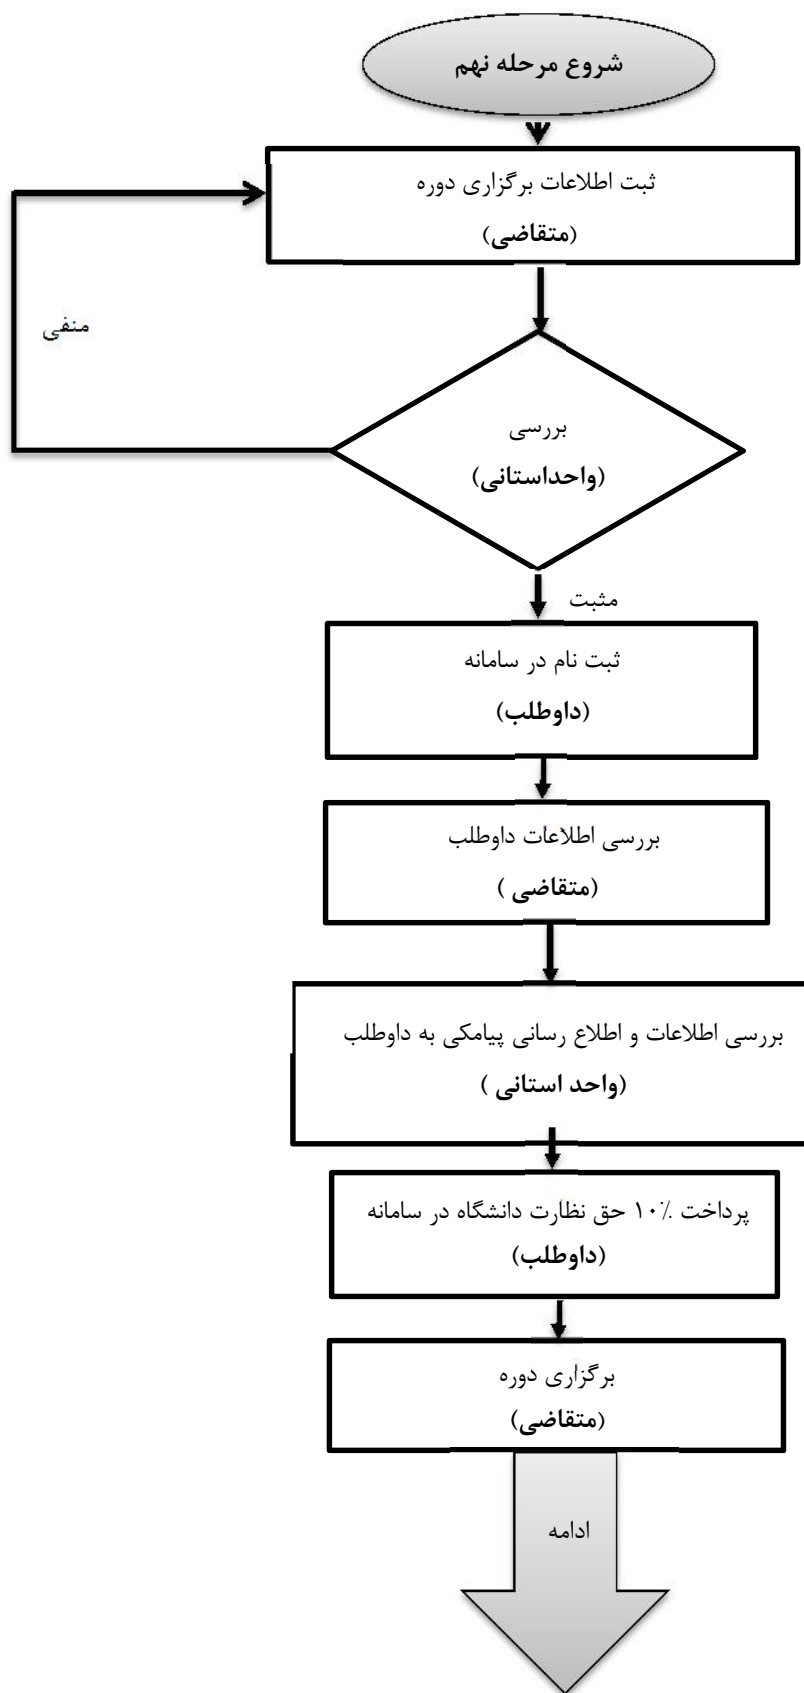 شروع مرحله نهم
ثبت اطلاعات برگزاری دوره
(متقاضی)
منفی
بررسی
(واحداستانی)
مثبت
ثبت نام در سامانه
(داوطلب)
بررسی اطلاعات داوطلب
(متقاضی )
بررسی اطلاعات و اطلاع رسانی پیامکی به داوطلب
(واحد استانی )
پرداخت ۱۰٪ حق نظارت دانشگاه در سامانه
(داوطلب)
برگزاری دوره
(متقاضی)
ادامه